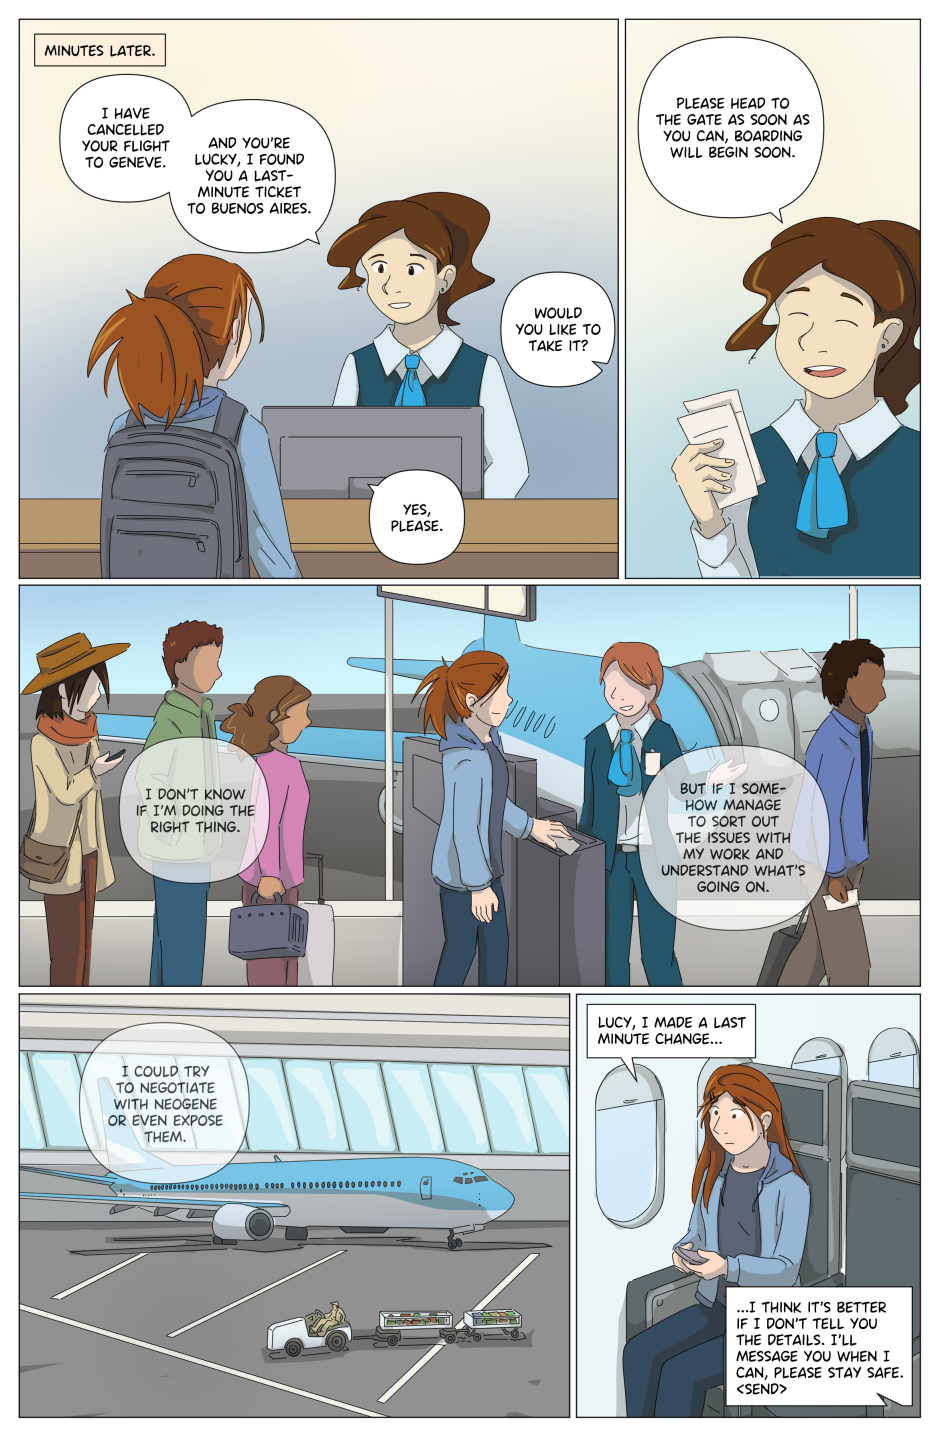 MINUTES LATER.
I HAVE
CANCELLED
YOUR FLIGHT
TO GENEVE.
AND YOU'RE
LUCKY, I FOUND
YOU A LAST-
MINUTE TICKET
TO BUENOS AIRES.
WOULD
YOU LIKE TO
TAKE IT?
YES,
PLEASE.
PLEASE HEAD TO
THE GATE AS SOON AS
YOU CAN, BOARDING
WILL BEGIN SOON.
I DON'T KNOW
IF I'M DOING THE
RIGHT THING.
BUT IF I SOME-
HOW MANAGE
TO SORT OUT
THE ISSUES WITH
MY WORK AND
UNDERSTAND WHAT'S
GOING ON.
I COULD TRY
TO NEGOTIATE
WITH NEOGENE
OR EVEN EXPOSE
THEM.
LUCY, I MADE A LAST
MINUTE CHANGE...
...I THINK IT'S BETTER
IF I DON'T TELL YOU
THE DETAILS. I'LL
MESSAGE YOU WHEN I
CAN, PLEASE STAY SAFE.
<SEND>